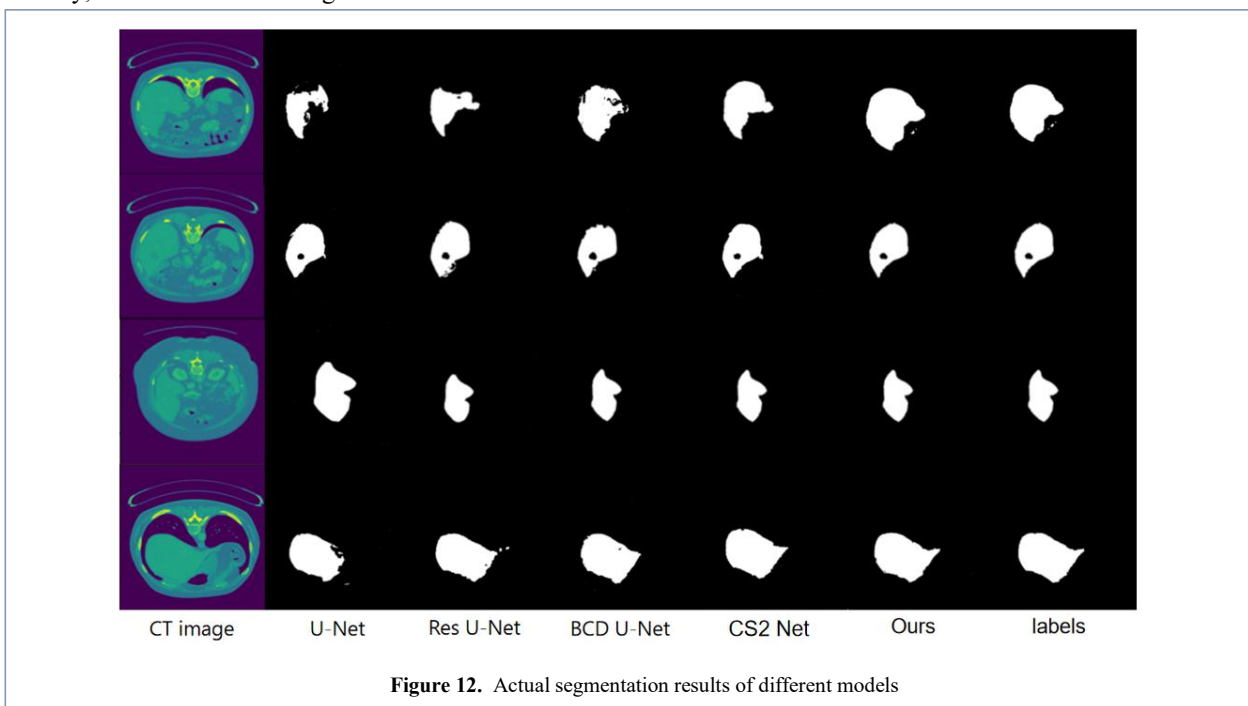 CT image U-Net Res U-Net BCD U-Net CS2 Net Ours labels
Figure 12. Actual segmentation results of different models